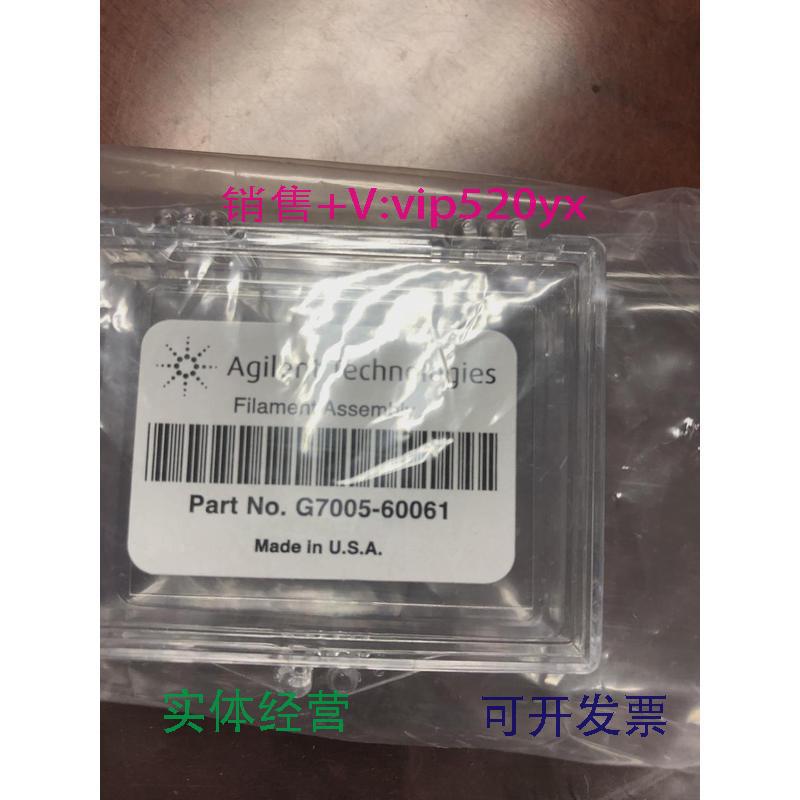 销售+V:vip520yx
Agilent Technologies
Filament Assembly
Part No. G7005-60061
Made in U.S.A.
实体经营
可开发票